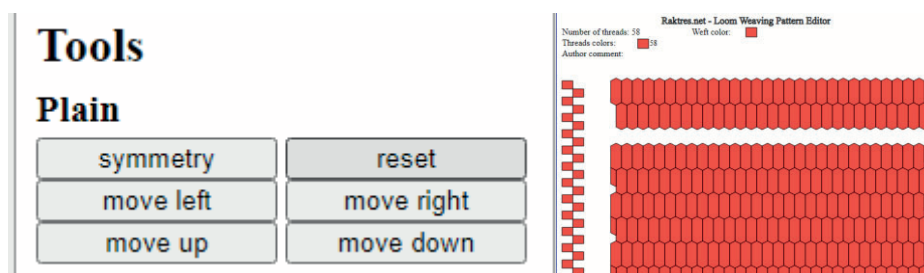 Tools
Plain
symmetry reset
move left move right
move up move down
Raktres.net - Loom Weaving Pattern Editor
Number of threads: 58 Weft color:
Threads colors: 58
Author comment: